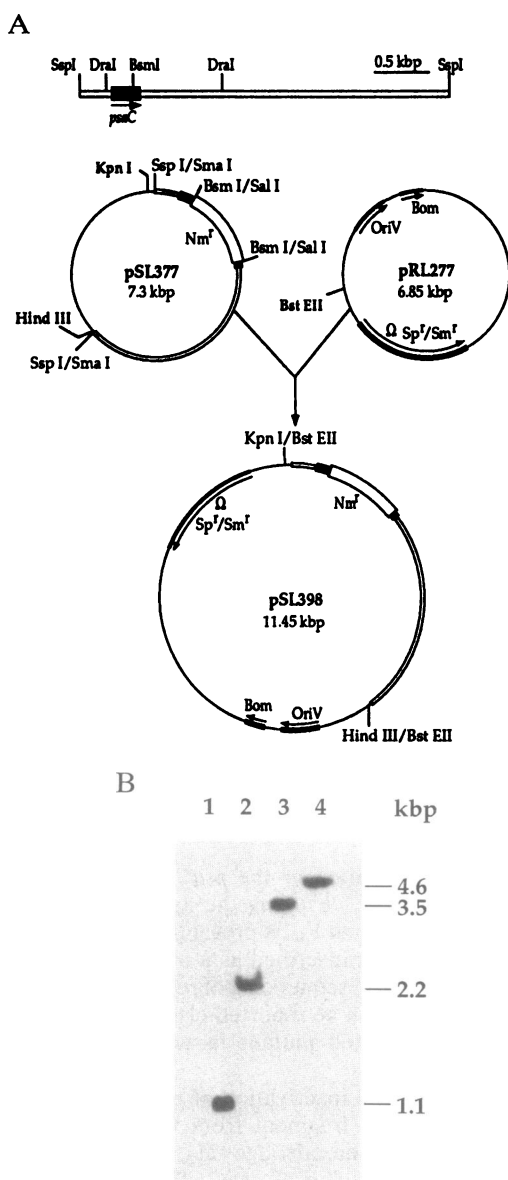 A
0.5 kbp
SspI DraI BsmI DraI SspI
pssC
Kpn I Ssp I/Sma I
Bsm I/Sal I
Nmʳ
Bsm I/Sal I
pSL377
7.3 kbp
Hind III
Ssp I/Sma I
Bom
OriV
pRL277
6.85 kbp
Bst EII
Ω Spʳ/Smʳ
Kpn I/Bst EII
Ω
Spʳ/Smʳ
Nmʳ
pSL398
11.45 kbp
Bom OriV
Hind III/Bst EII
B
1 2 3 4 kbp
4.6
3.5
2.2
1.1